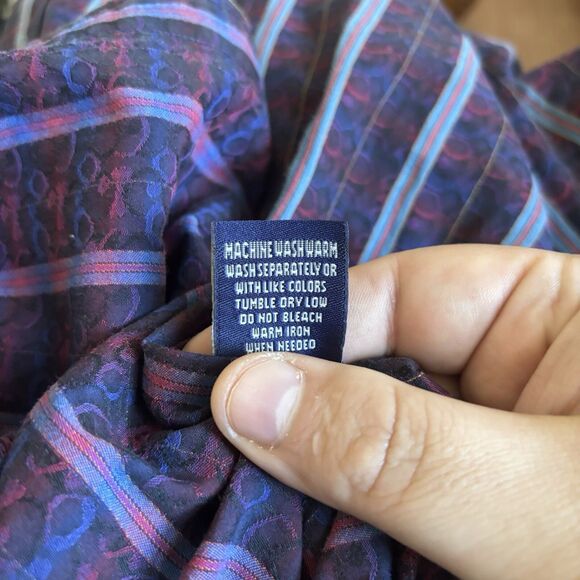 MACHINE WASH WARM
WASH SEPARATELY OR
WITH LIKE COLORS
TUMBLE DRY LOW
DO NOT BLEACH
WARM IRON
WHEN NEEDED